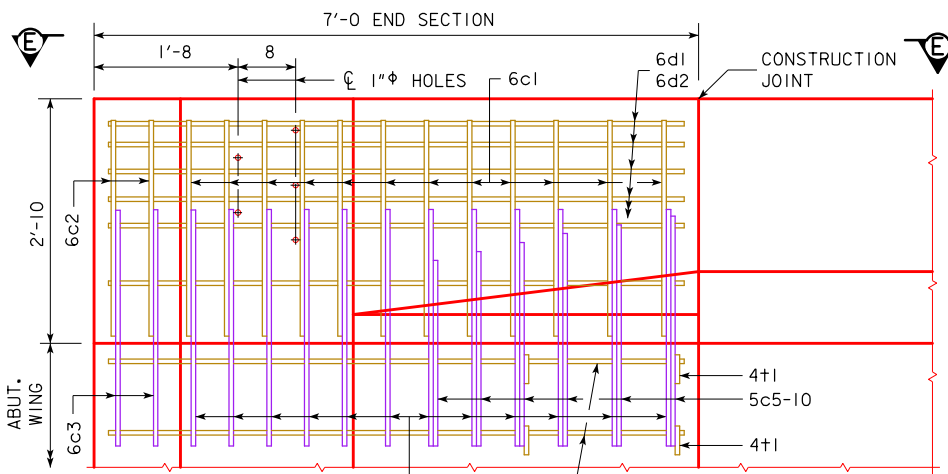 7'-0 END SECTION
E
E
1'-8
8
℄ 1"φ HOLES
6c1
6d1
6d2
CONSTRUCTION
JOINT
2'-10
6c2
ABUT.
WING
6c3
4t1
5c5-10
4t1